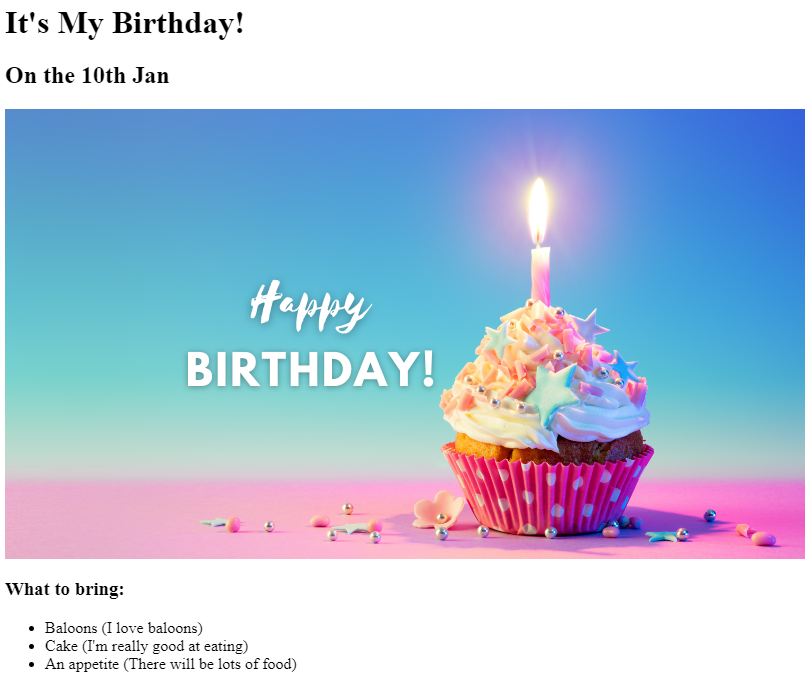 It's My Birthday!
On the 10th Jan
Happy
BIRTHDAY!
What to bring:
Baloons (I love baloons)
Cake (I'm really good at eating)
An appetite (There will be lots of food)